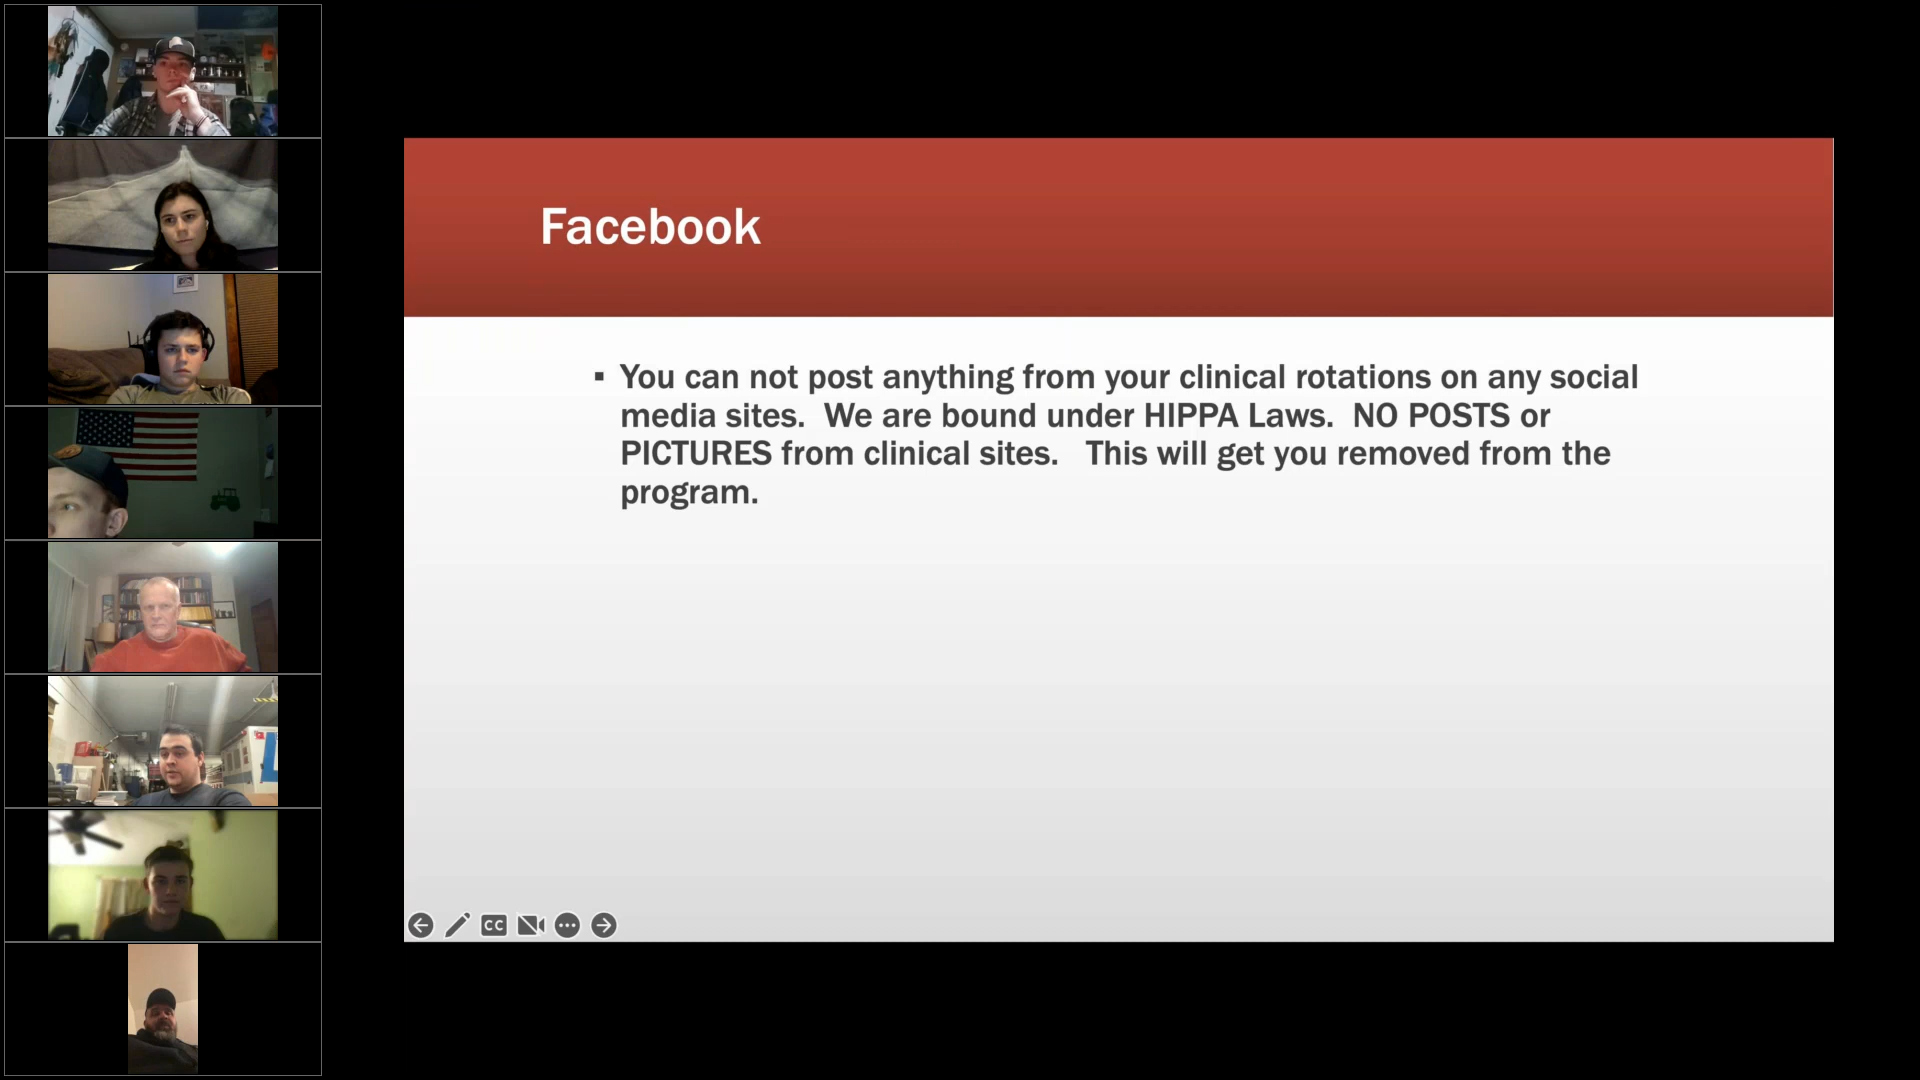 Facebook
▪ You can not post anything from your clinical rotations on any social
media sites.  We are bound under HIPPA Laws.  NO POSTS or
PICTURES from clinical sites.   This will get you removed from the
program.
CC